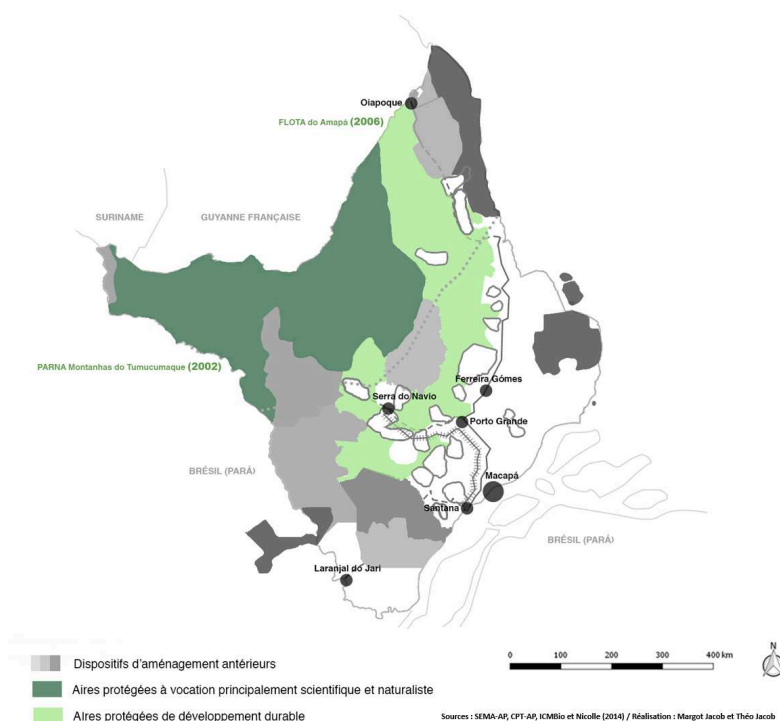 Oiapoque
FLOTA do Amapá (2006)
SURINAME
GUYANNE FRANÇAISE
PARNA Montanhas do Tumucumaque (2002)
Ferreira Gómes
Serra do Navio
Porto Grande
BRÉSIL (PARÁ)
Macapá
Santana
BRÉSIL (PARÁ)
Laranjal do Jari
N
Dispositifs d'aménagement antérieurs
0 100 200 300 400 km
Aires protégées à vocation principalement scientifique et naturaliste
Aires protégées de développement durable
Sources : SEMA-AP, CPT-AP, ICMBio et Nicolle (2014) / Réalisation : Margot Jacob et Théo Jacob